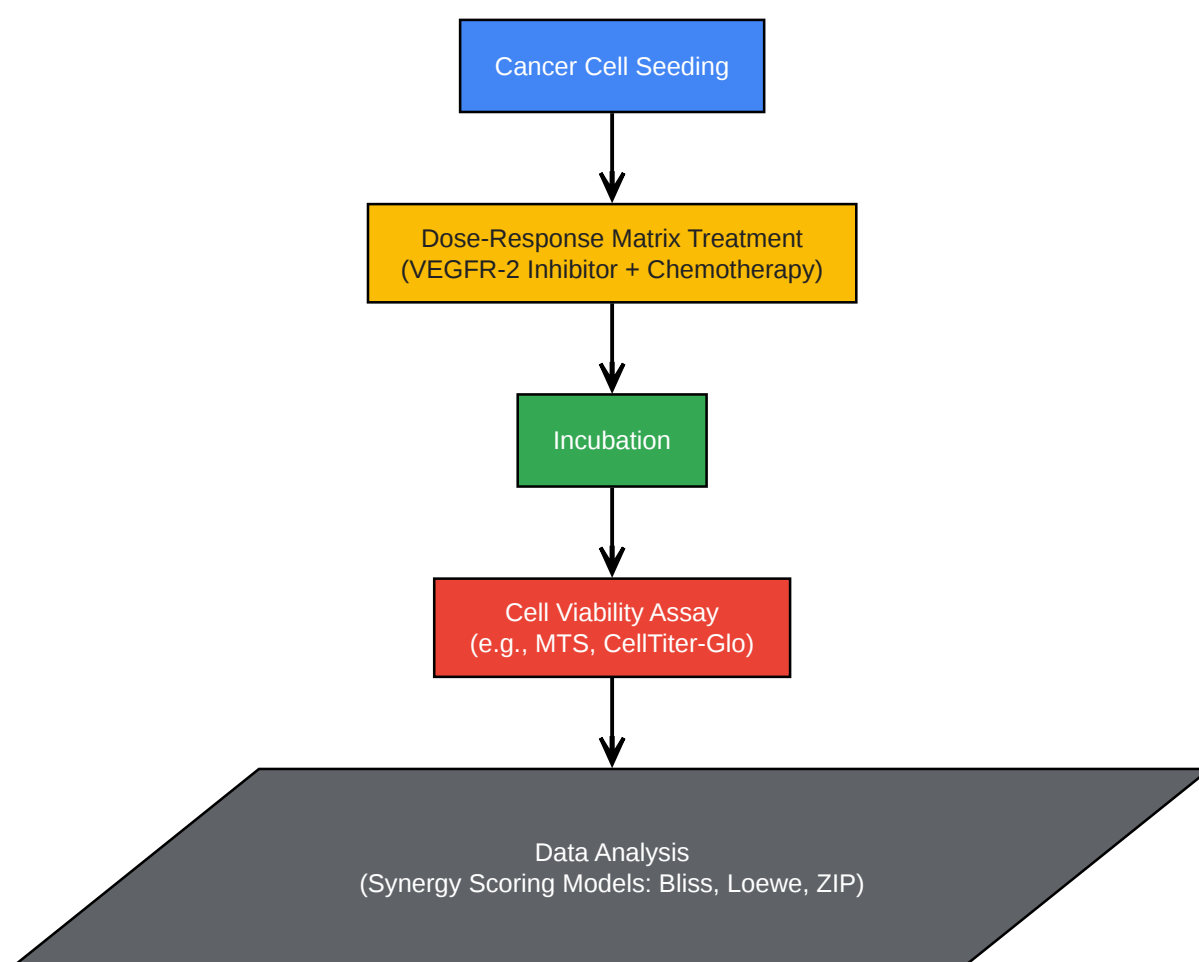 Cancer Cell Seeding
Dose-Response Matrix Treatment
(VEGFR-2 Inhibitor + Chemotherapy)
Incubation
Cell Viability Assay
(e.g., MTS, CellTiter-Glo)
Data Analysis
(Synergy Scoring Models: Bliss, Loewe, ZIP)